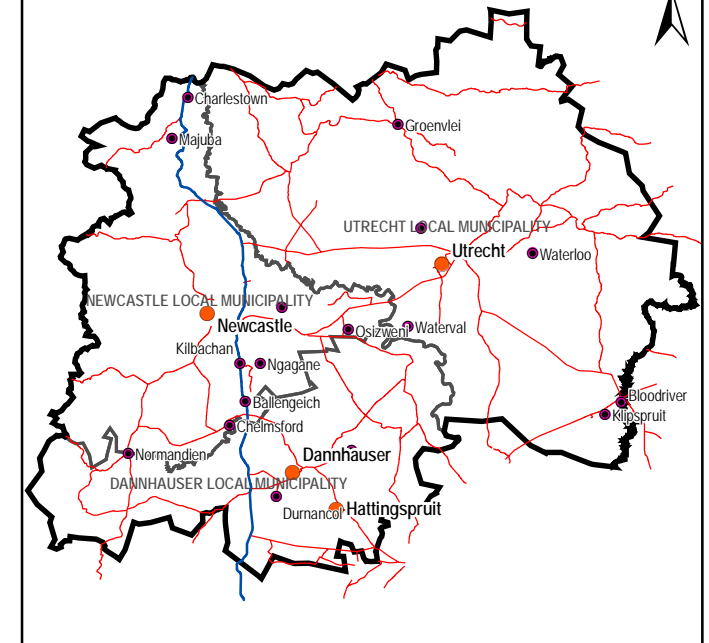 Charlestown
Groenvlei
Majuba
UTRECHT LOCAL MUNICIPALITY
Utrecht
Waterloo
NEWCASTLE LOCAL MUNICIPALITY
Newcastle
Osizweni
Waterval
Kilbachan
Ngagane
Ballengeich
Bloodriver
Klipspruit
Chelmsford
Normandien
Dannhauser
DANNHAUSER LOCAL MUNICIPALITY
Durnancol
Hattingspruit